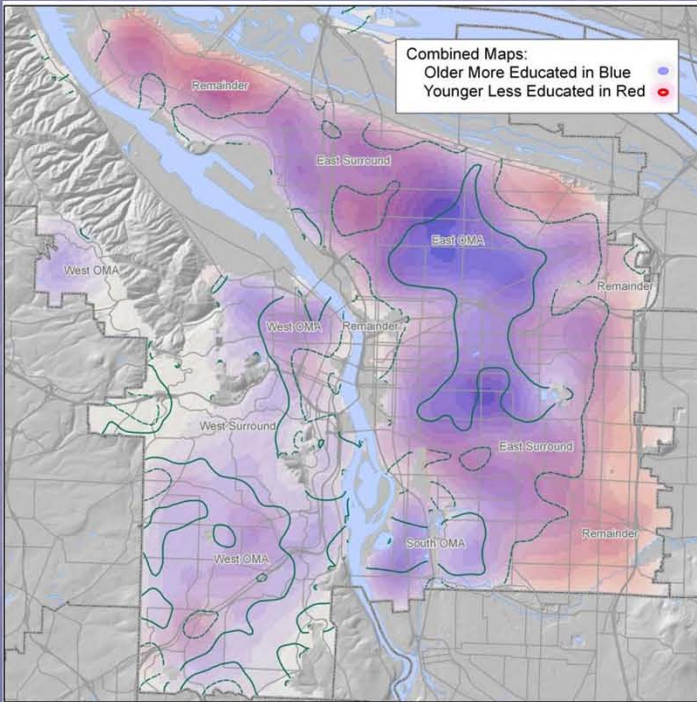 Combined Maps:
Older More Educated in Blue
Younger Less Educated in Red
Remainder
East Surround
East OMA
West OMA
Remainder
West OMA
Remainder
West Surround
East Surround
Remainder
South OMA
West OMA